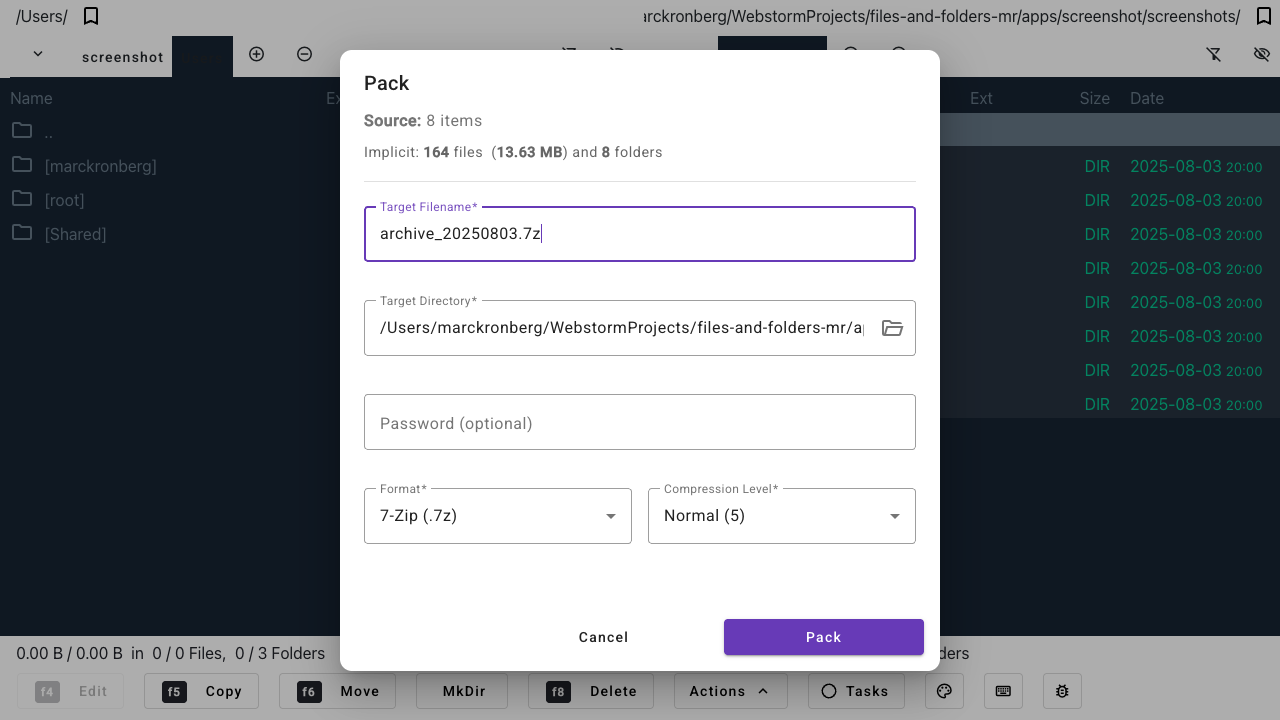 /Users/
rckronberg/WebstormProjects/files-and-folders-mr/apps/screenshot/screenshots/
screenshot
Name
Ext Size Date
..
[marckronberg] DIR 2025-08-03 20:00
[root] DIR 2025-08-03 20:00
[Shared] DIR 2025-08-03 20:00
DIR 2025-08-03 20:00
DIR 2025-08-03 20:00
DIR 2025-08-03 20:00
DIR 2025-08-03 20:00
DIR 2025-08-03 20:00
Pack
Source: 8 items
Implicit: 164 files (13.63 MB) and 8 folders
Target Filename*
archive_20250803.7z
Target Directory*
/Users/marckronberg/WebstormProjects/files-and-folders-mr/a
Password (optional)
Format* Compression Level*
7-Zip (.7z) Normal (5)
Cancel Pack
0.00 B / 0.00 B in 0 / 0 Files, 0 / 3 Folders
f4 Edit f5 Copy f6 Move MkDir f8 Delete Actions Tasks